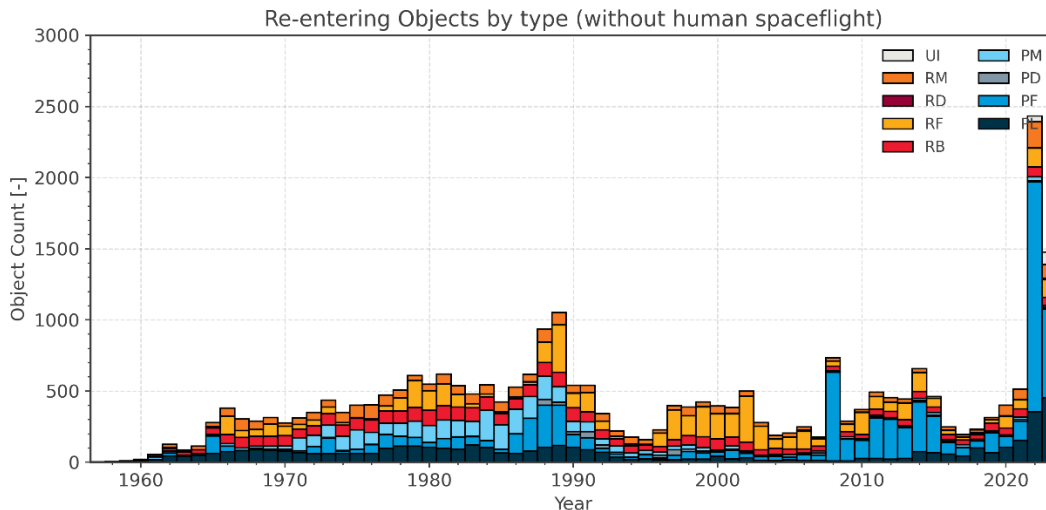 Re-entering Objects by type (without human spaceflight)
3000
2500
2000
1500
1000
500
0
Object Count [-]
1960
1970
1980
1990
2000
2010
2020
Year
UI
RM
RD
RF
RB
PM
PD
PF
PL